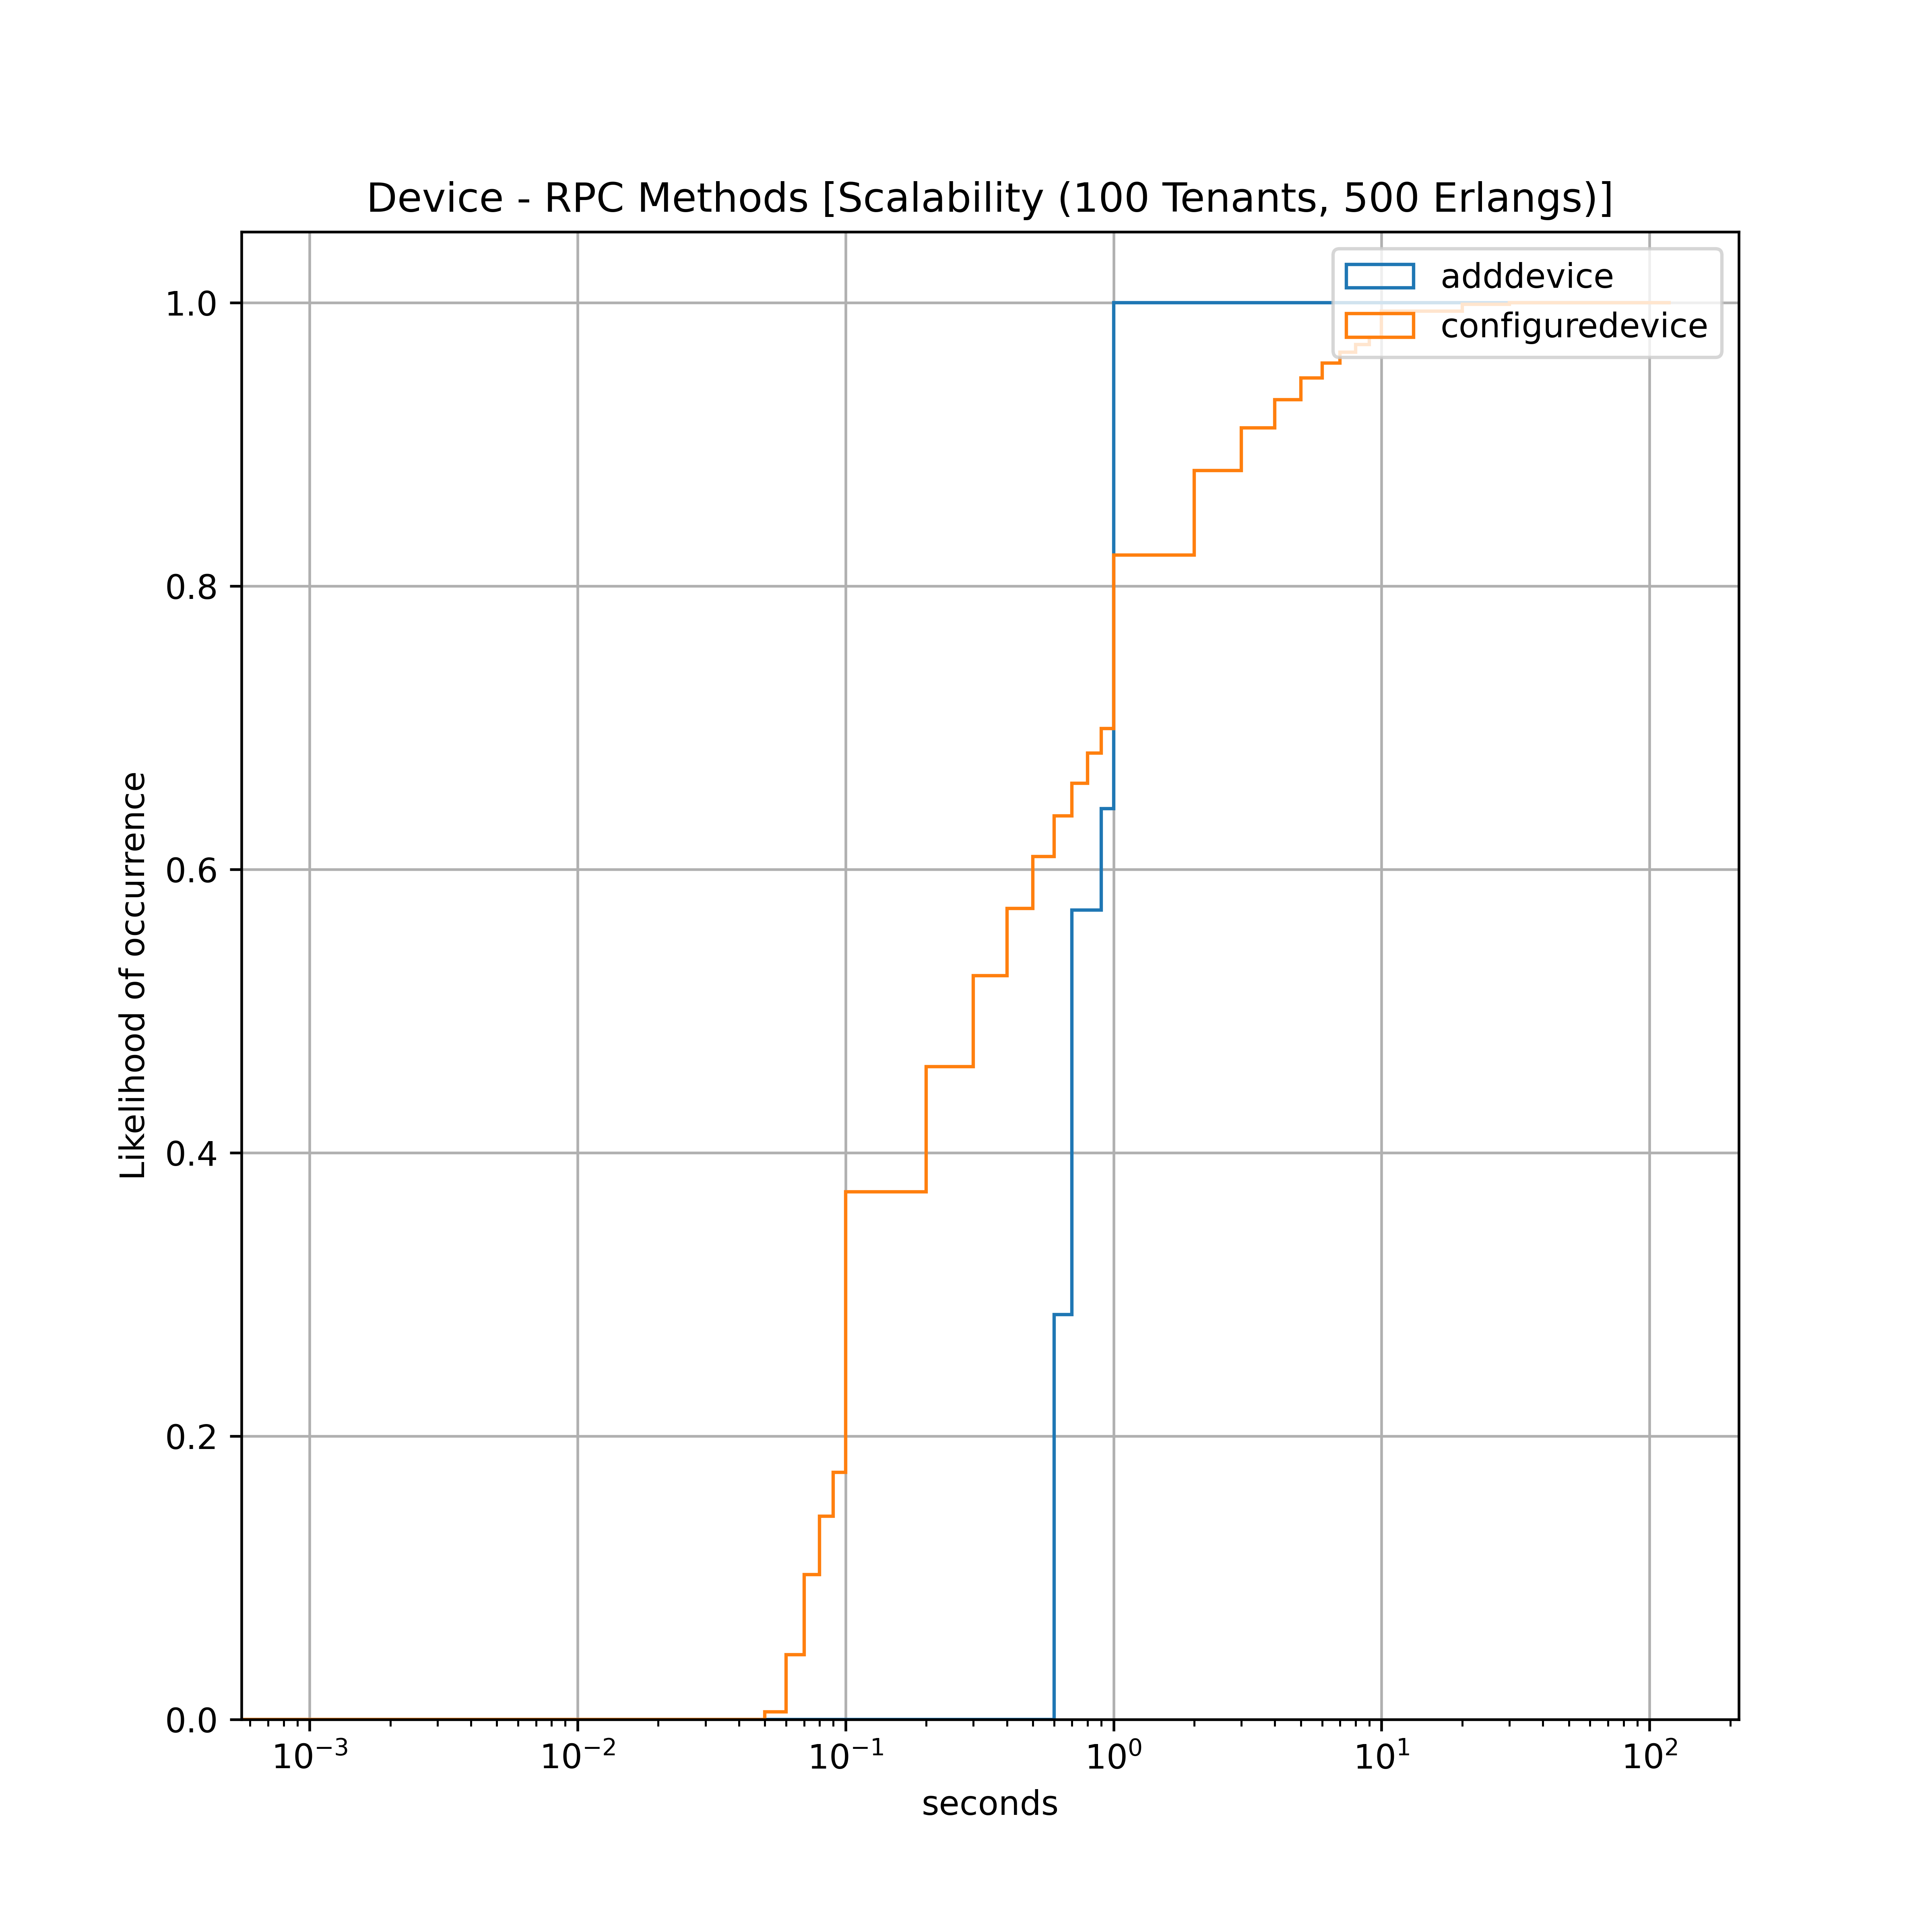 Device - RPC Methods [Scalability (100 Tenants, 500 Erlangs)]
adddevice
configuredevice
1.0
0.8
0.6
0.4
0.2
0.0
Likelihood of occurrence
10⁻³ 10⁻² 10⁻¹ 10⁰ 10¹ 10²
seconds